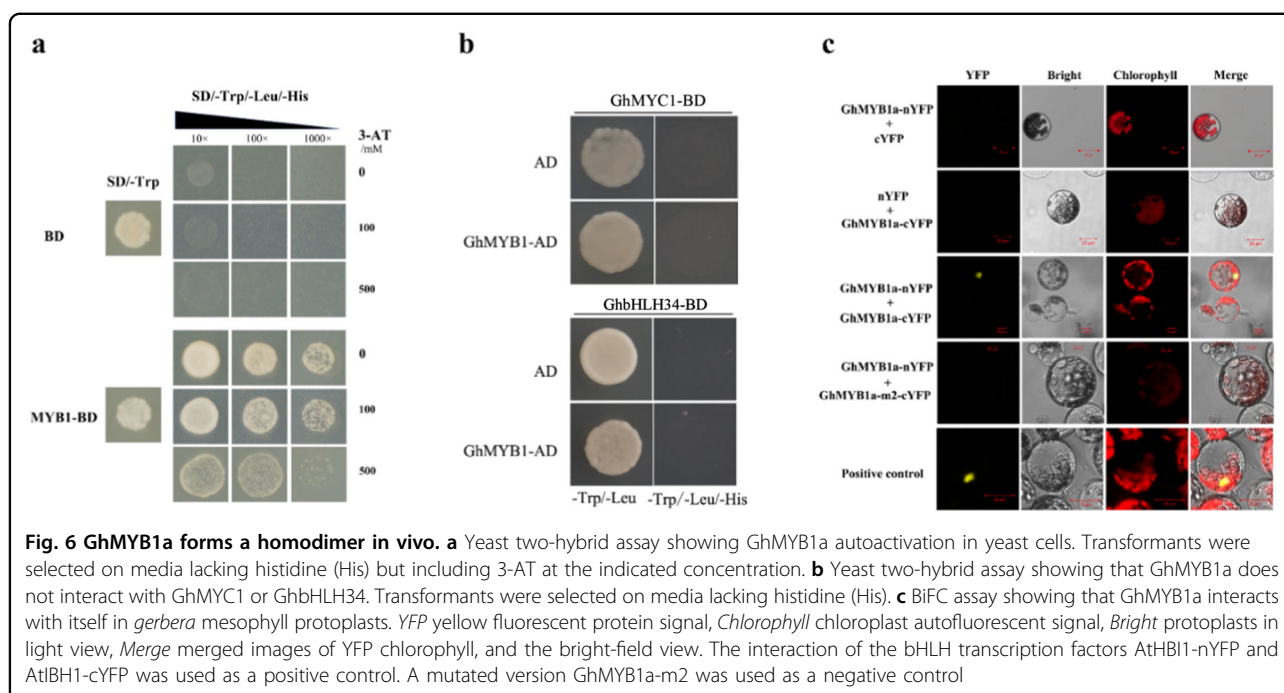 a
SD/-Trp/-Leu/-His
10× 100× 1000×
3-AT
/mM
0
SD/-Trp
BD
100
500
0
MYB1-BD
100
500
b
GhMYC1-BD
AD
GhMYB1-AD
GhbHLH34-BD
AD
GhMYB1-AD
-Trp/-Leu -Trp/-Leu/-His
c
YFP Bright Chlorophyll Merge
GhMYB1a-nYFP
+
cYFP
nYFP
+
GhMYB1a-cYFP
GhMYB1a-nYFP
+
GhMYB1a-cYFP
GhMYB1a-nYFP
+
GhMYB1a-m2-cYFP
Positive control
Fig. 6 GhMYB1a forms a homodimer in vivo. a Yeast two-hybrid assay showing GhMYB1a autoactivation in yeast cells. Transformants were
selected on media lacking histidine (His) but including 3-AT at the indicated concentration. b Yeast two-hybrid assay showing that GhMYB1a does
not interact with GhMYC1 or GhbHLH34. Transformants were selected on media lacking histidine (His). c BiFC assay showing that GhMYB1a interacts
with itself in gerbera mesophyll protoplasts. YFP yellow fluorescent protein signal, Chlorophyll chloroplast autofluorescent signal, Bright protoplasts in
light view, Merge merged images of YFP chlorophyll, and the bright-field view. The interaction of the bHLH transcription factors AtHBI1-nYFP and
AtIBH1-cYFP was used as a positive control. A mutated version GhMYB1a-m2 was used as a negative control